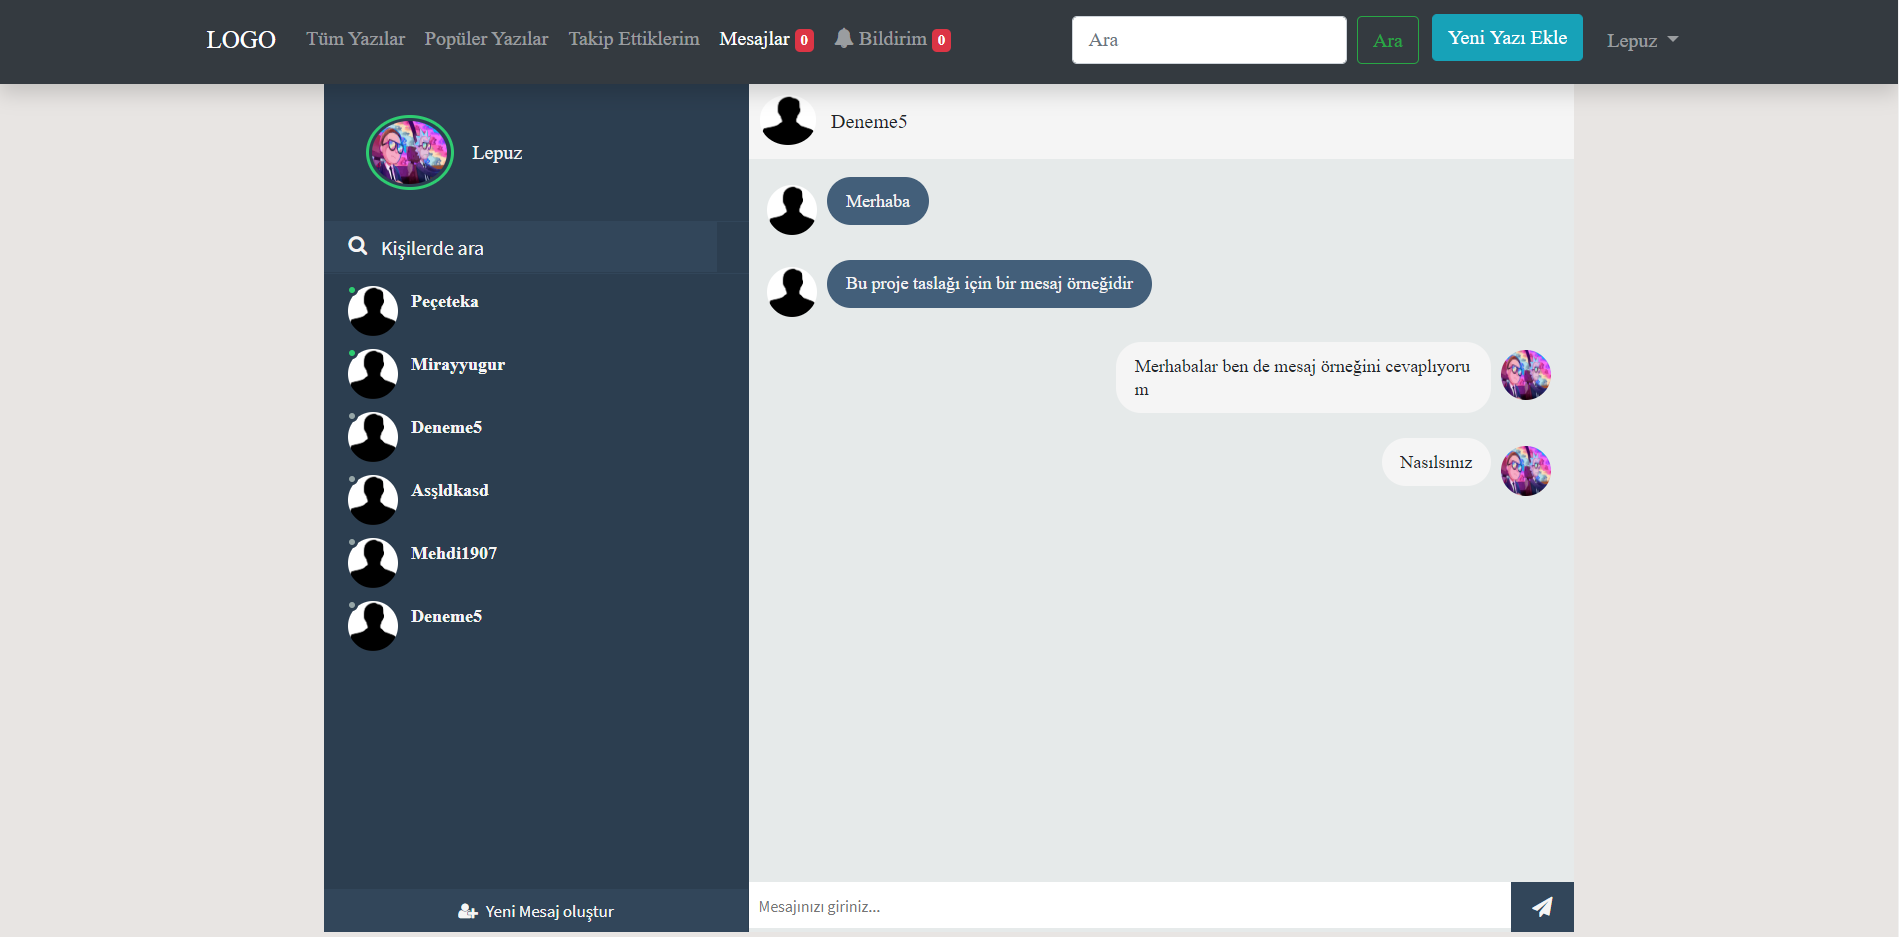 LOGO Tüm Yazılar Popüler Yazılar Takip Ettiklerim Mesajlar 0 Bildirim 0 Ara Ara Yeni Yazı Ekle Lepuz
Lepuz
Kişilerde ara
Peçeteka
Mirayyugur
Deneme5
Asşldkasd
Mehdi1907
Deneme5
Yeni Mesaj oluştur
Deneme5
Merhaba
Bu proje taslağı için bir mesaj örneğidir
Merhabalar ben de mesaj örneğini cevaplıyoru
m
Nasılsınız
Mesajınızı giriniz...